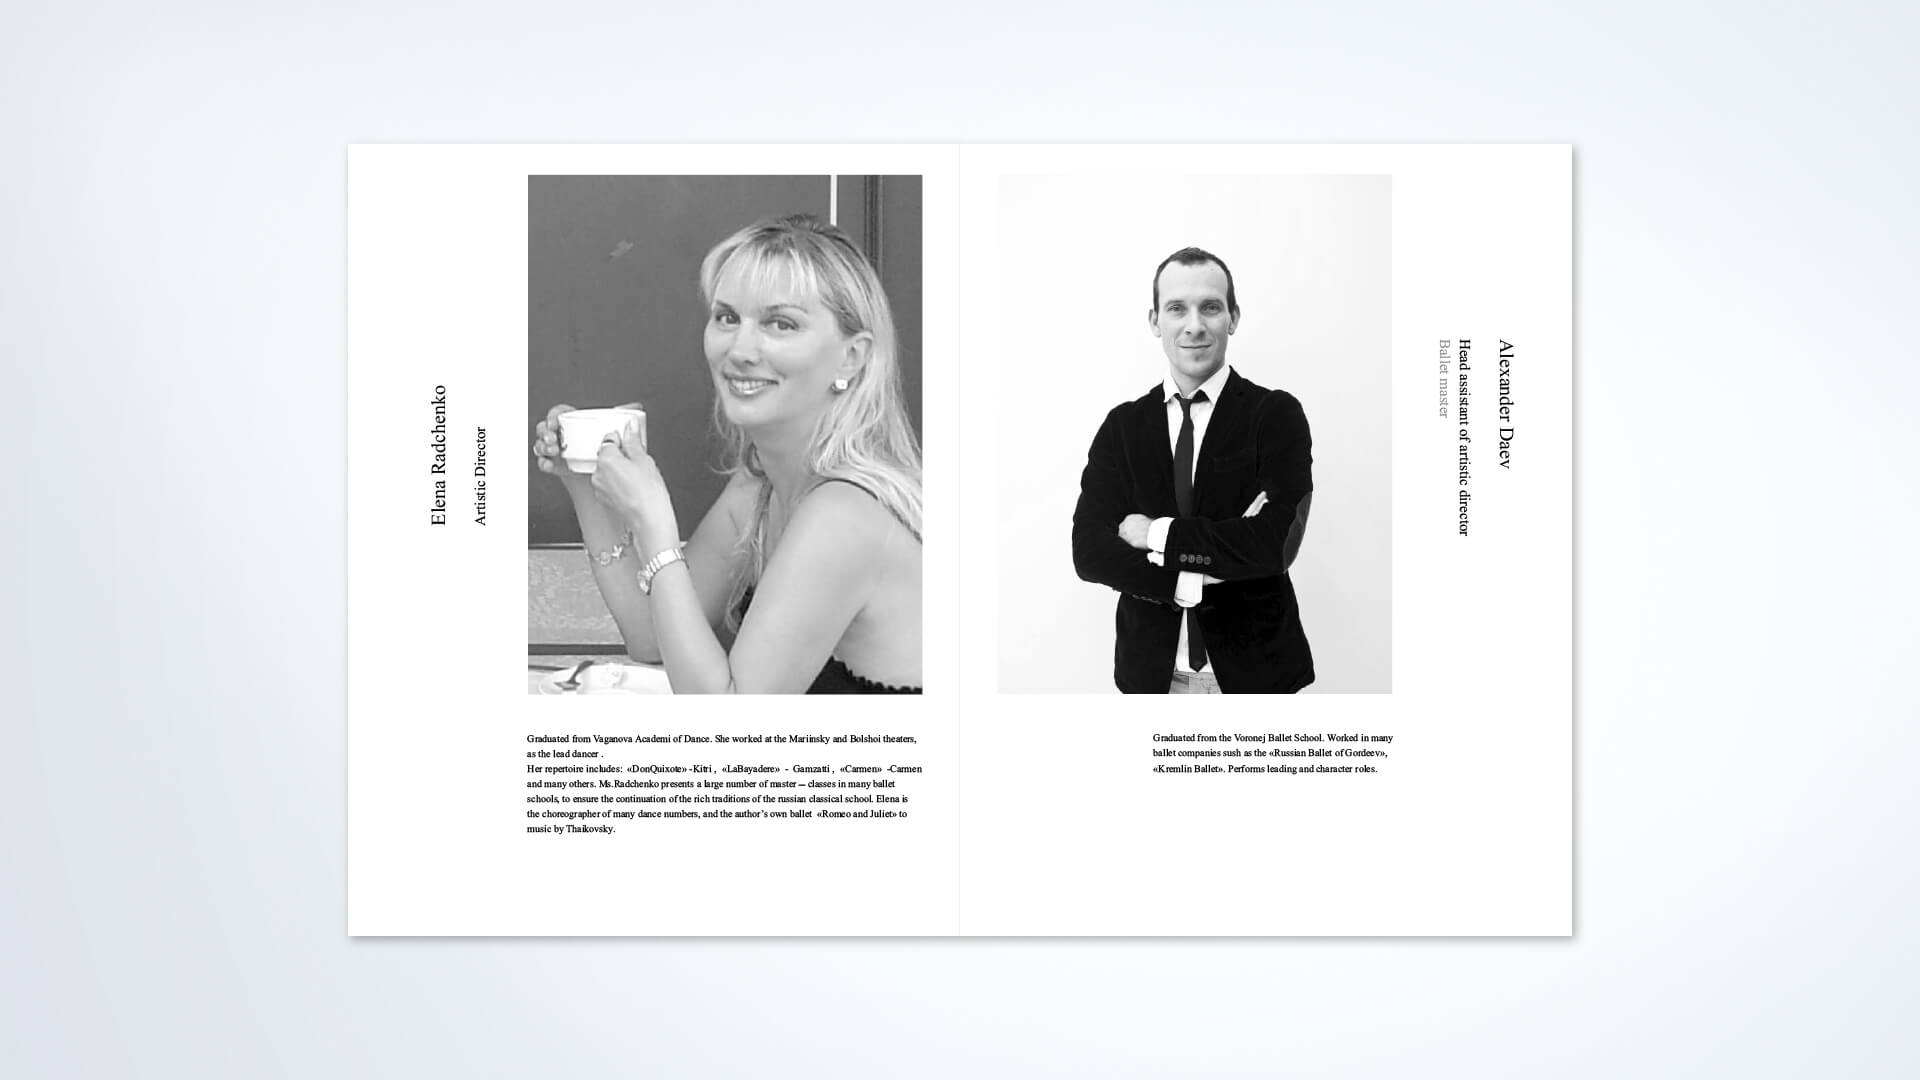 Elena Radchenko
Artistic Director
Graduated from Vaganova Academi of Dance. She worked at the Mariinsky and Bolshoi theaters,
as the lead dancer .
Her repertoire includes: «DonQuixote» -Kitri , «LaBayadere» - Gamzatti , «Carmen» -Carmen
and many others. Ms.Radchenko presents a large number of master — classes in many ballet
schools, to ensure the continuation of the rich traditions of the russian classical school. Elena is
the choreographer of many dance numbers, and the author’s own ballet «Romeo and Juliet» to
music by Thaikovsky.
Alexander Daev
Head assistant of artistic director
Ballet master
Graduated from the Voronej Ballet School. Worked in many
ballet companies sush as the «Russian Ballet of Gordeev»,
«Kremlin Ballet». Performs leading and character roles.